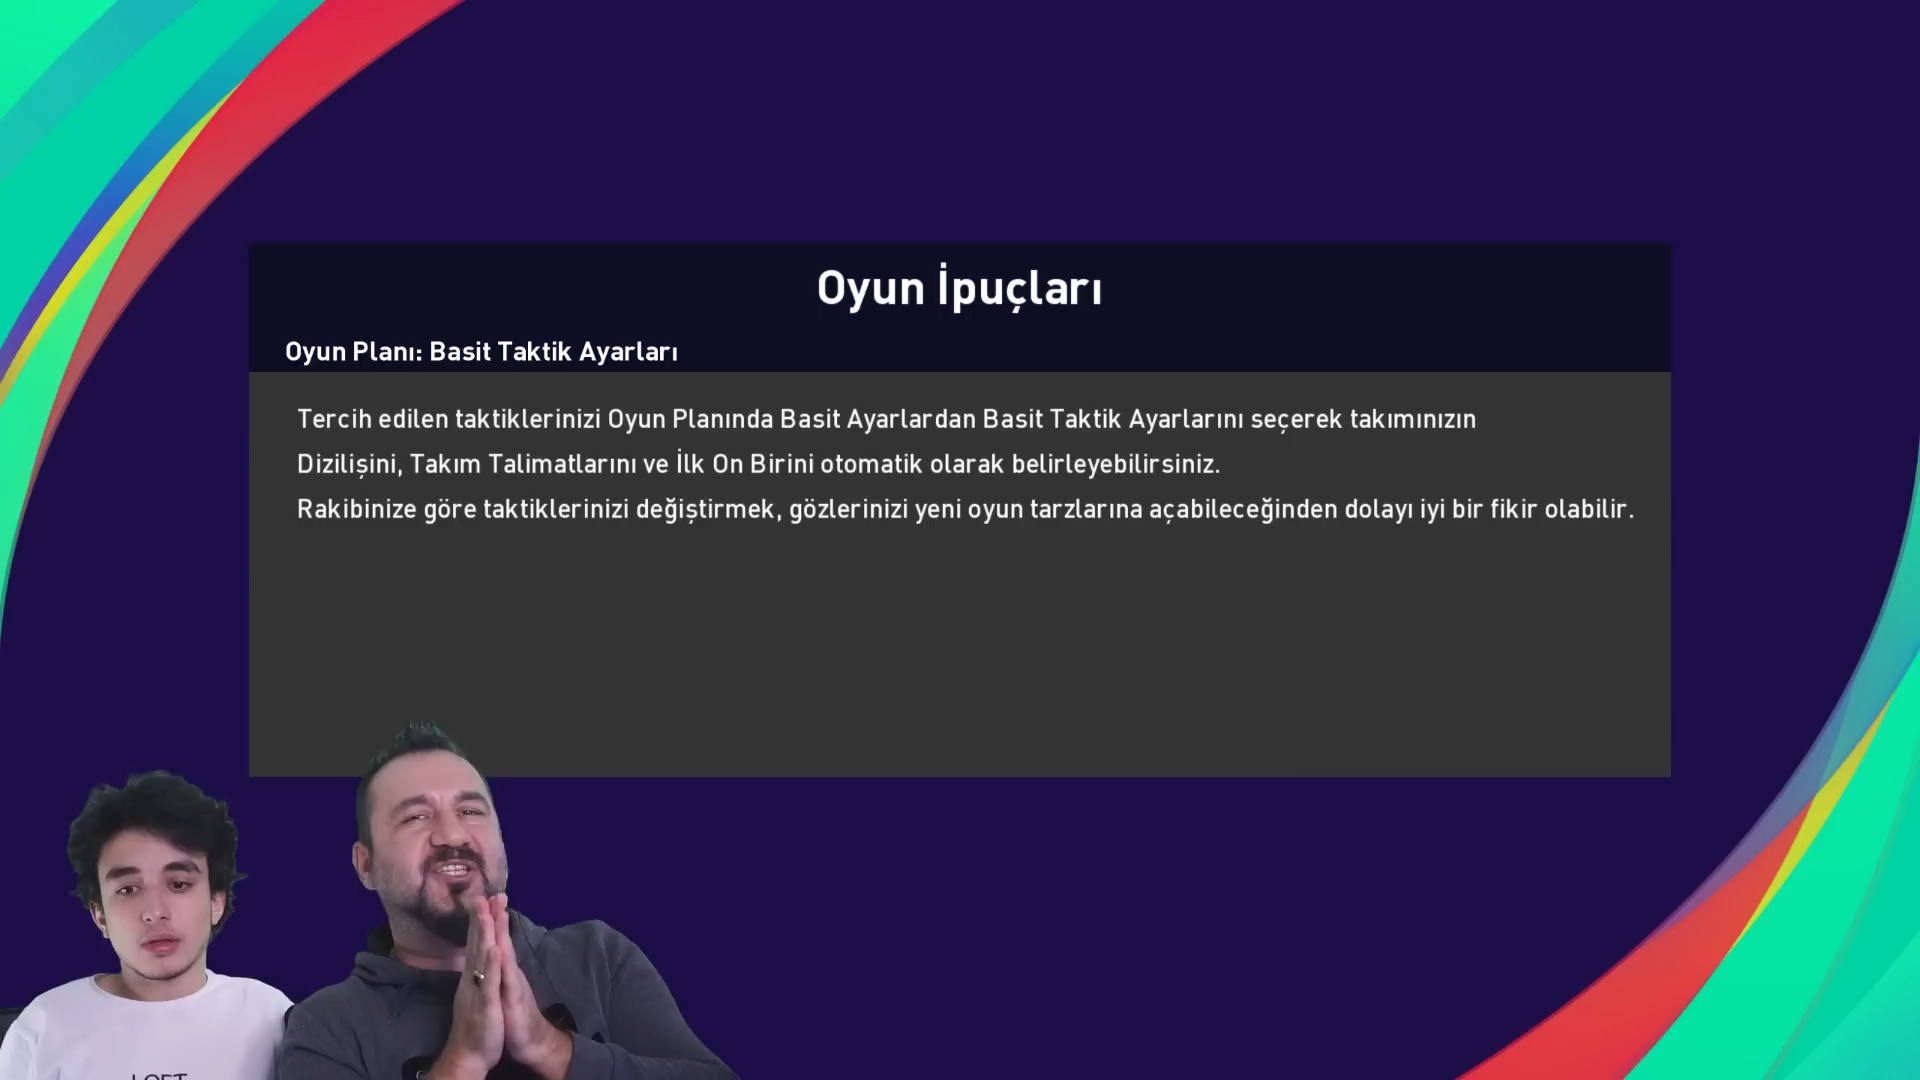 Oyun İpuçları
Oyun Planı: Basit Taktik Ayarları
Tercih edilen taktiklerinizi Oyun Planında Basit Ayarlardan Basit Taktik Ayarlarını seçerek takımınızın
Dizilişini, Takım Talimatlarını ve İlk On Birini otomatik olarak belirleyebilirsiniz.
Rakibinize göre taktiklerinizi değiştirmek, gözlerinizi yeni oyun tarzlarına açabileceğinden dolayı iyi bir fikir olabilir.
LOFT